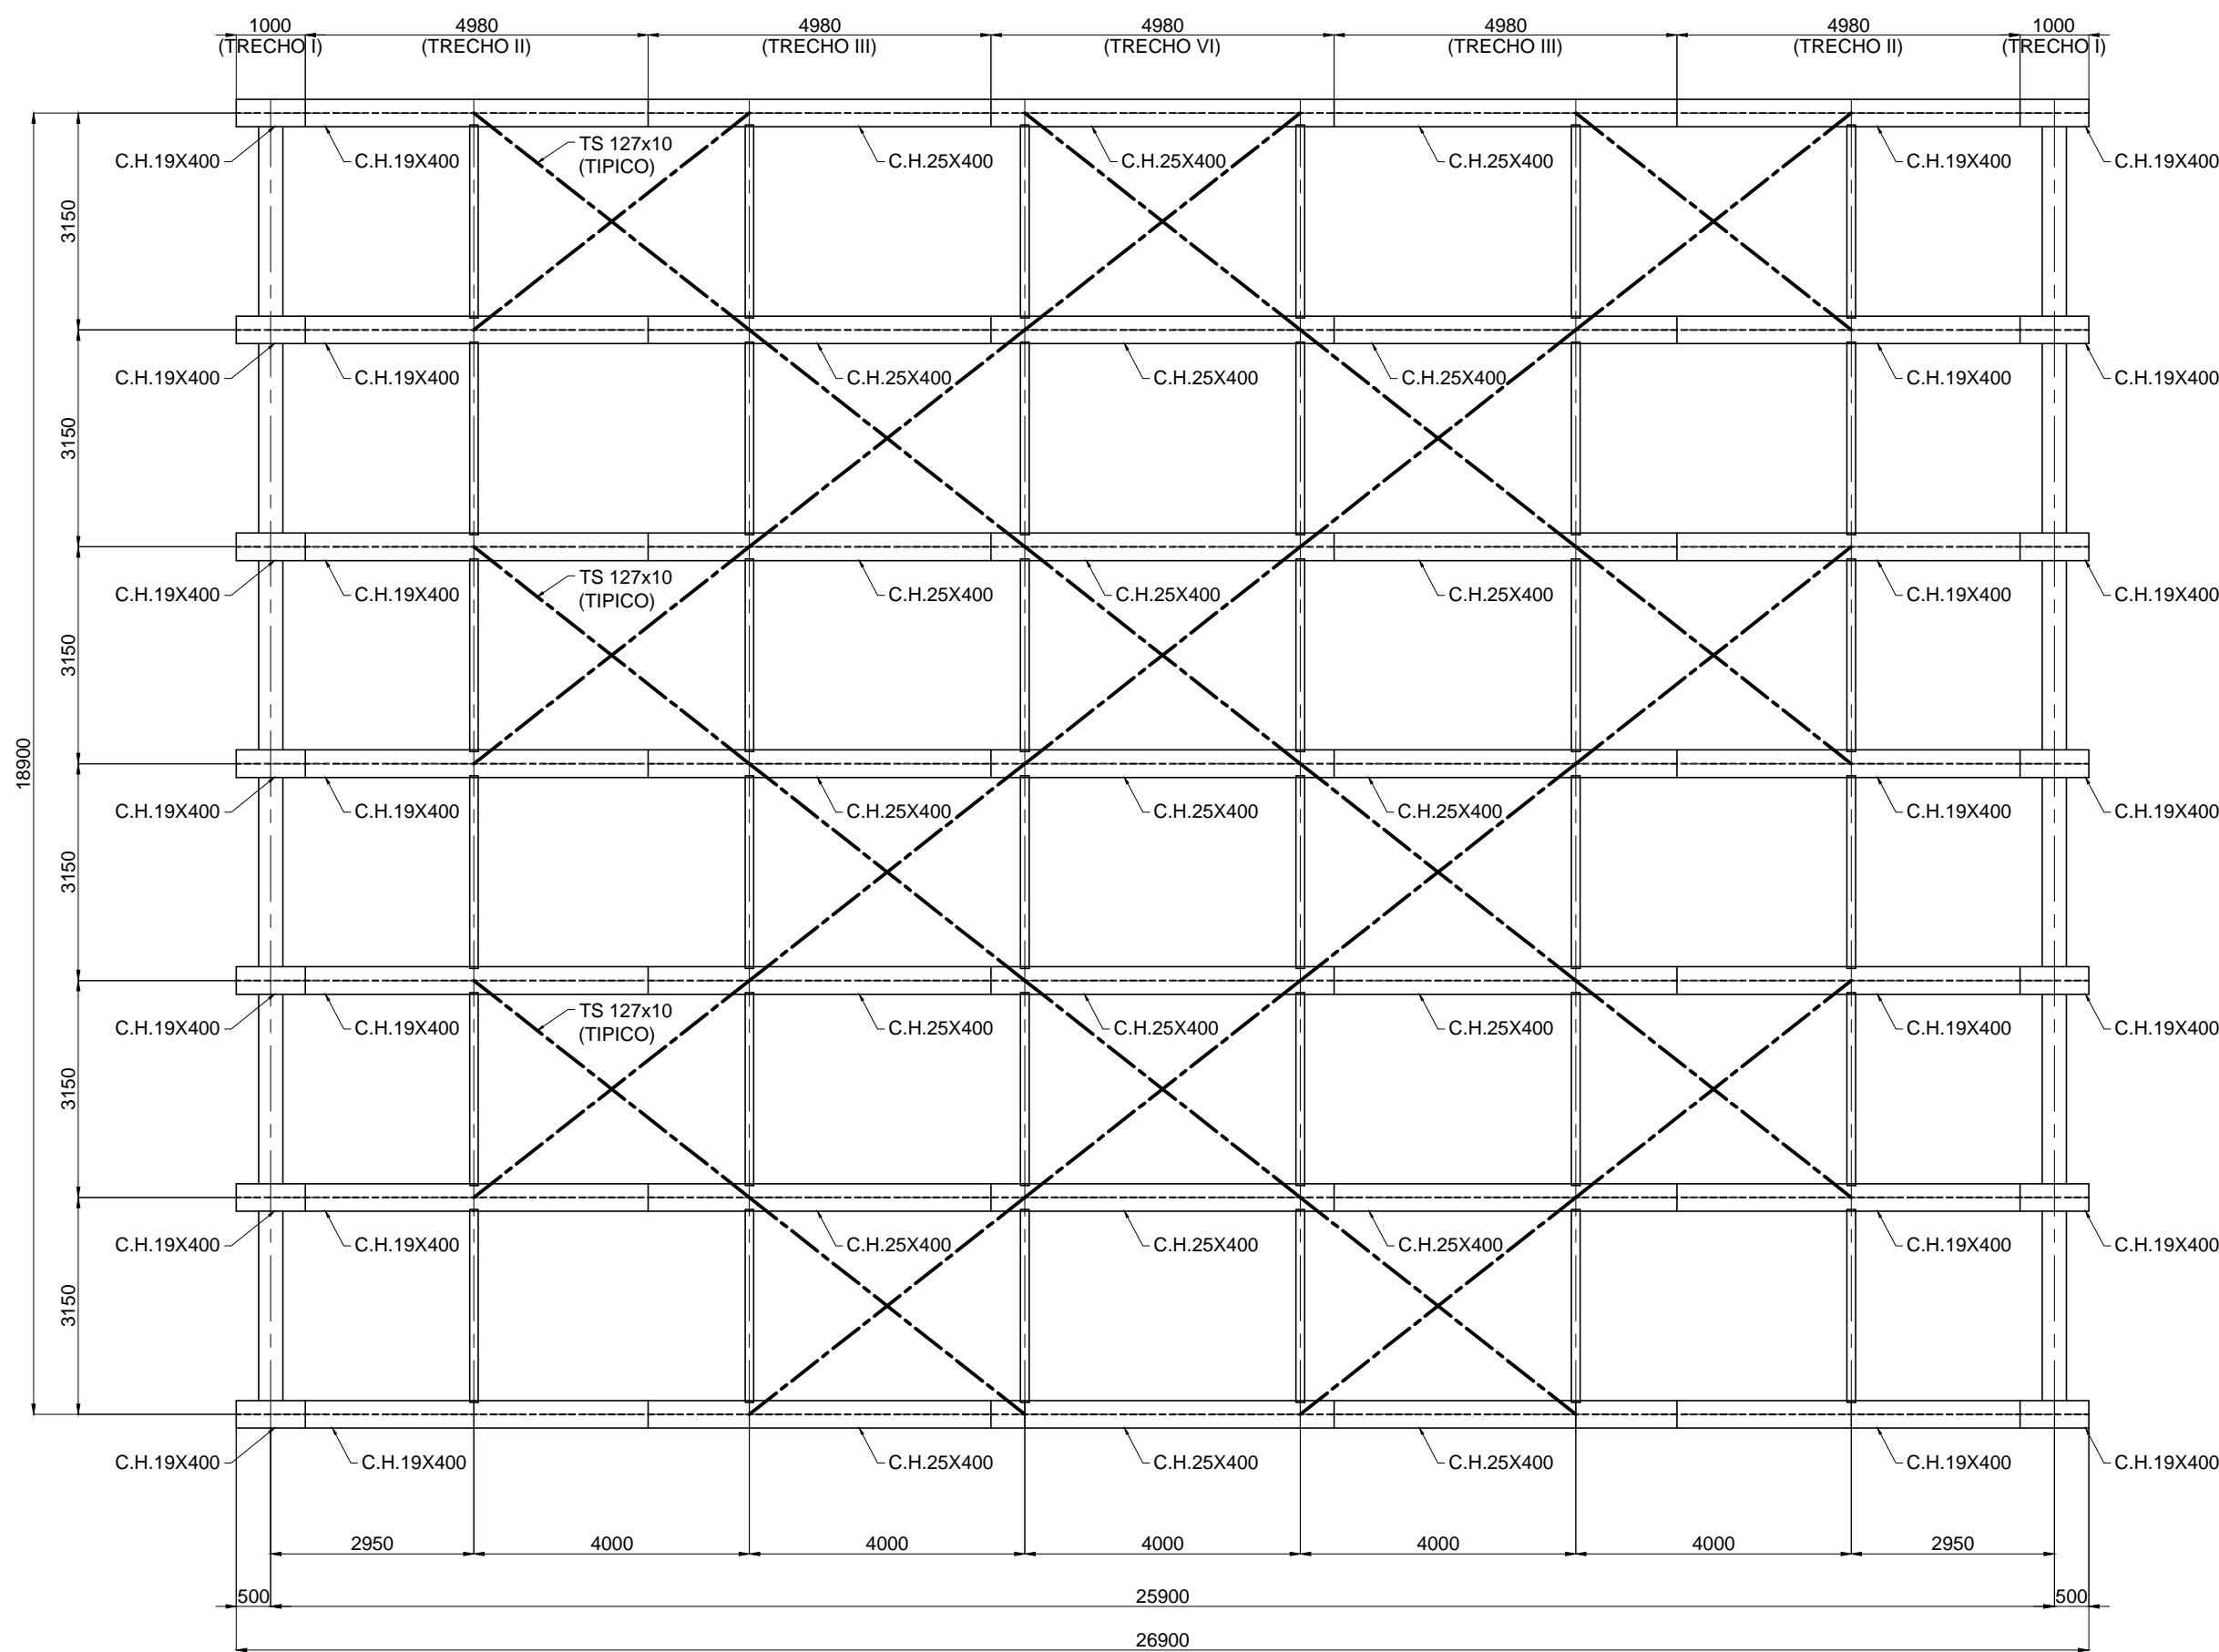 1000 4980 4980 4980 4980 4980 1000
(TRECHO I) (TRECHO II) (TRECHO III) (TRECHO VI) (TRECHO III) (TRECHO II) (TRECHO I)
TS 127x10
(TIPICO)
C.H.19X400 C.H.19X400 C.H.25X400 C.H.25X400 C.H.25X400 C.H.19X400 C.H.19X400
3150
C.H.19X400 C.H.19X400 C.H.25X400 C.H.25X400 C.H.25X400 C.H.19X400 C.H.19X400
3150
TS 127x10
(TIPICO)
C.H.19X400 C.H.19X400 C.H.25X400 C.H.25X400 C.H.25X400 C.H.19X400 C.H.19X400
3150
18900
C.H.19X400 C.H.19X400 C.H.25X400 C.H.25X400 C.H.25X400 C.H.19X400 C.H.19X400
3150
TS 127x10
(TIPICO)
C.H.19X400 C.H.19X400 C.H.25X400 C.H.25X400 C.H.25X400 C.H.19X400 C.H.19X400
3150
C.H.19X400 C.H.19X400 C.H.25X400 C.H.25X400 C.H.25X400 C.H.19X400 C.H.19X400
3150
C.H.19X400 C.H.19X400 C.H.25X400 C.H.25X400 C.H.25X400 C.H.19X400 C.H.19X400
2950 4000 4000 4000 4000 4000 2950
500 25900 500
26900